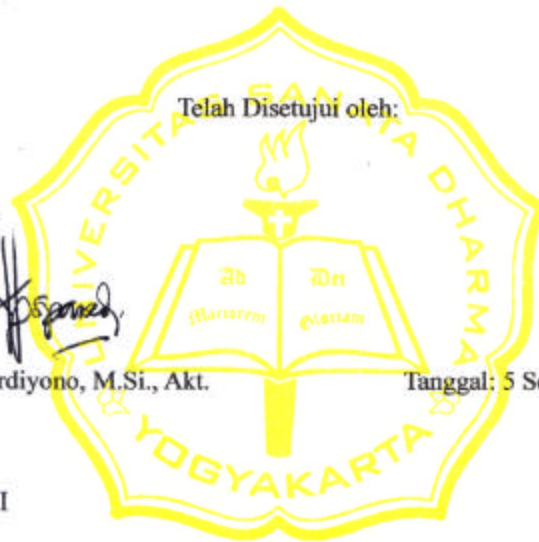 Telah Disetujui oleh:
UNIVERSITAS SANATA DHARMA
Ad Dei
Maiorem Gloriam
rdiyono, M.Si., Akt. Tanggal: 5 Se
YOGYAKARTA
I